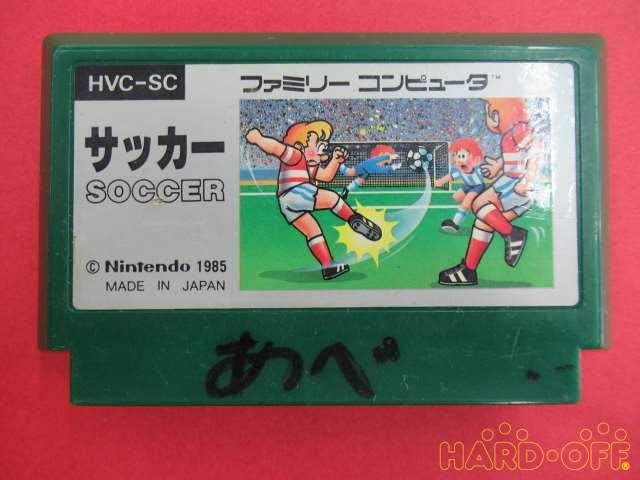 HVC-SC
ファミリー コンピュータ™
サッカー
SOCCER
© Nintendo 1985
MADE IN JAPAN
あべ
HARD-OFF®